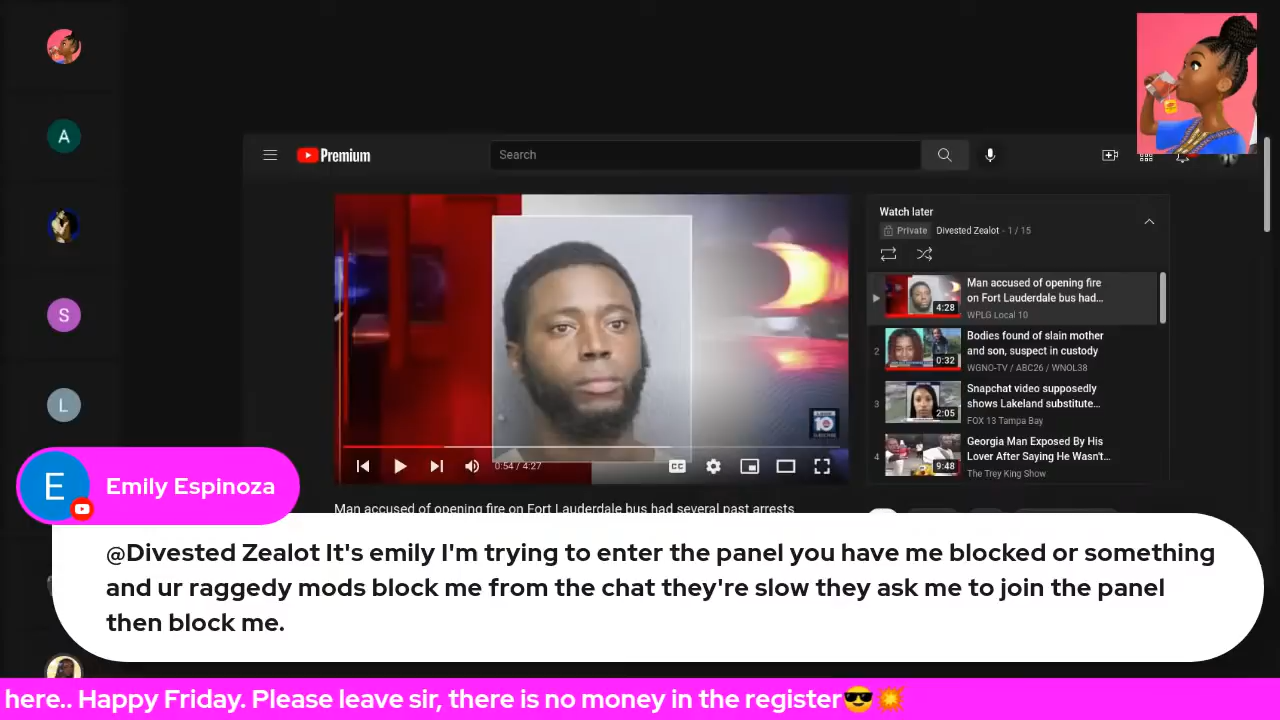 A
Premium
Search
Watch later
Private Divested Zealot - 1 / 15
Man accused of opening fire
on Fort Lauderdale bus had...
WPLG Local 10
4:28
2
Bodies found of slain mother
and son, suspect in custody
WGNO-TV / ABC26 / WNOL38
0:32
3
Snapchat video supposedly
shows Lakeland substitute...
FOX 13 Tampa Bay
2:05
4
Georgia Man Exposed By His
Lover After Saying He Wasn't...
The Trey King Show
9:48
S
L
10
0:54 / 4:27
CC
Man accused of opening fire on Fort Lauderdale bus had several past arrests
E
Emily Espinoza
@Divested Zealot It's emily I'm trying to enter the panel you have me blocked or something
and ur raggedy mods block me from the chat they're slow they ask me to join the panel
then block me.
here.. Happy Friday. Please leave sir, there is no money in the register😎 💥